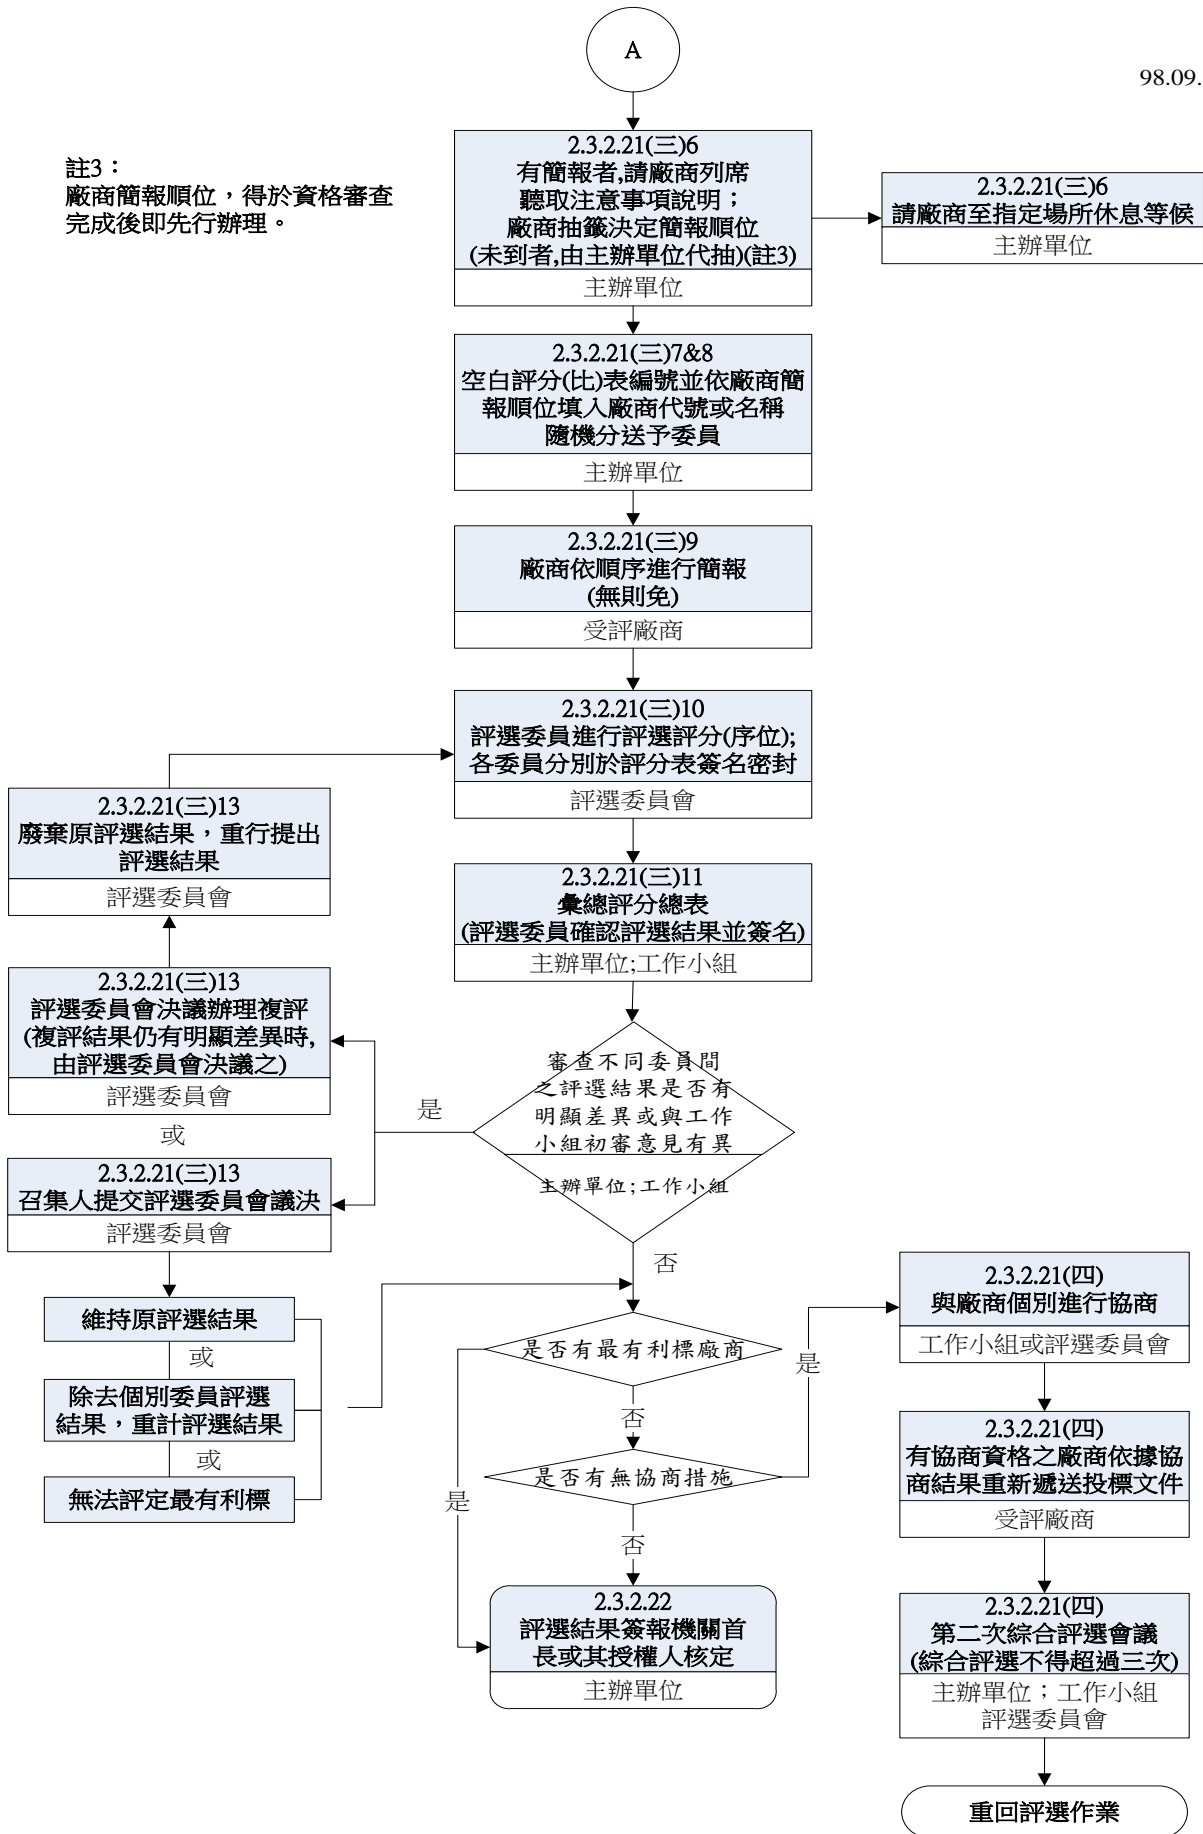 A
98.09.
註3：
廠商簡報順位，得於資格審查
完成後即先行辦理。
2.3.2.21(三)6
有簡報者,請廠商列席
聽取注意事項說明；
廠商抽籤決定簡報順位
(未到者,由主辦單位代抽)(註3)
主辦單位
2.3.2.21(三)6
請廠商至指定場所休息等候
主辦單位
2.3.2.21(三)7&8
空白評分(比)表編號並依廠商簡
報順位填入廠商代號或名稱
隨機分送予委員
主辦單位
2.3.2.21(三)9
廠商依順序進行簡報
(無則免)
受評廠商
2.3.2.21(三)10
評選委員進行評選評分(序位);
各委員分別於評分表簽名密封
評選委員會
2.3.2.21(三)13
廢棄原評選結果，重行提出
評選結果
評選委員會
2.3.2.21(三)11
彙總評分總表
(評選委員確認評選結果並簽名)
主辦單位;工作小組
2.3.2.21(三)13
評選委員會決議辦理複評
(複評結果仍有明顯差異時,
由評選委員會決議之)
評選委員會
或
是
審查不同委員間
之評選結果是否有
明顯差異或與工作
小組初審意見有異
主辦單位;工作小組
2.3.2.21(三)13
召集人提交評選委員會議決
評選委員會
否
維持原評選結果
或
除去個別委員評選
結果，重計評選結果
或
無法評定最有利標
是否有最有利標廠商
是
否
是否有無協商措施
是
否
2.3.2.22
評選結果簽報機關首
長或其授權人核定
主辦單位
2.3.2.21(四)
與廠商個別進行協商
工作小組或評選委員會
2.3.2.21(四)
有協商資格之廠商依據協
商結果重新遞送投標文件
受評廠商
2.3.2.21(四)
第二次綜合評選會議
(綜合評選不得超過三次)
主辦單位；工作小組
評選委員會
重回評選作業